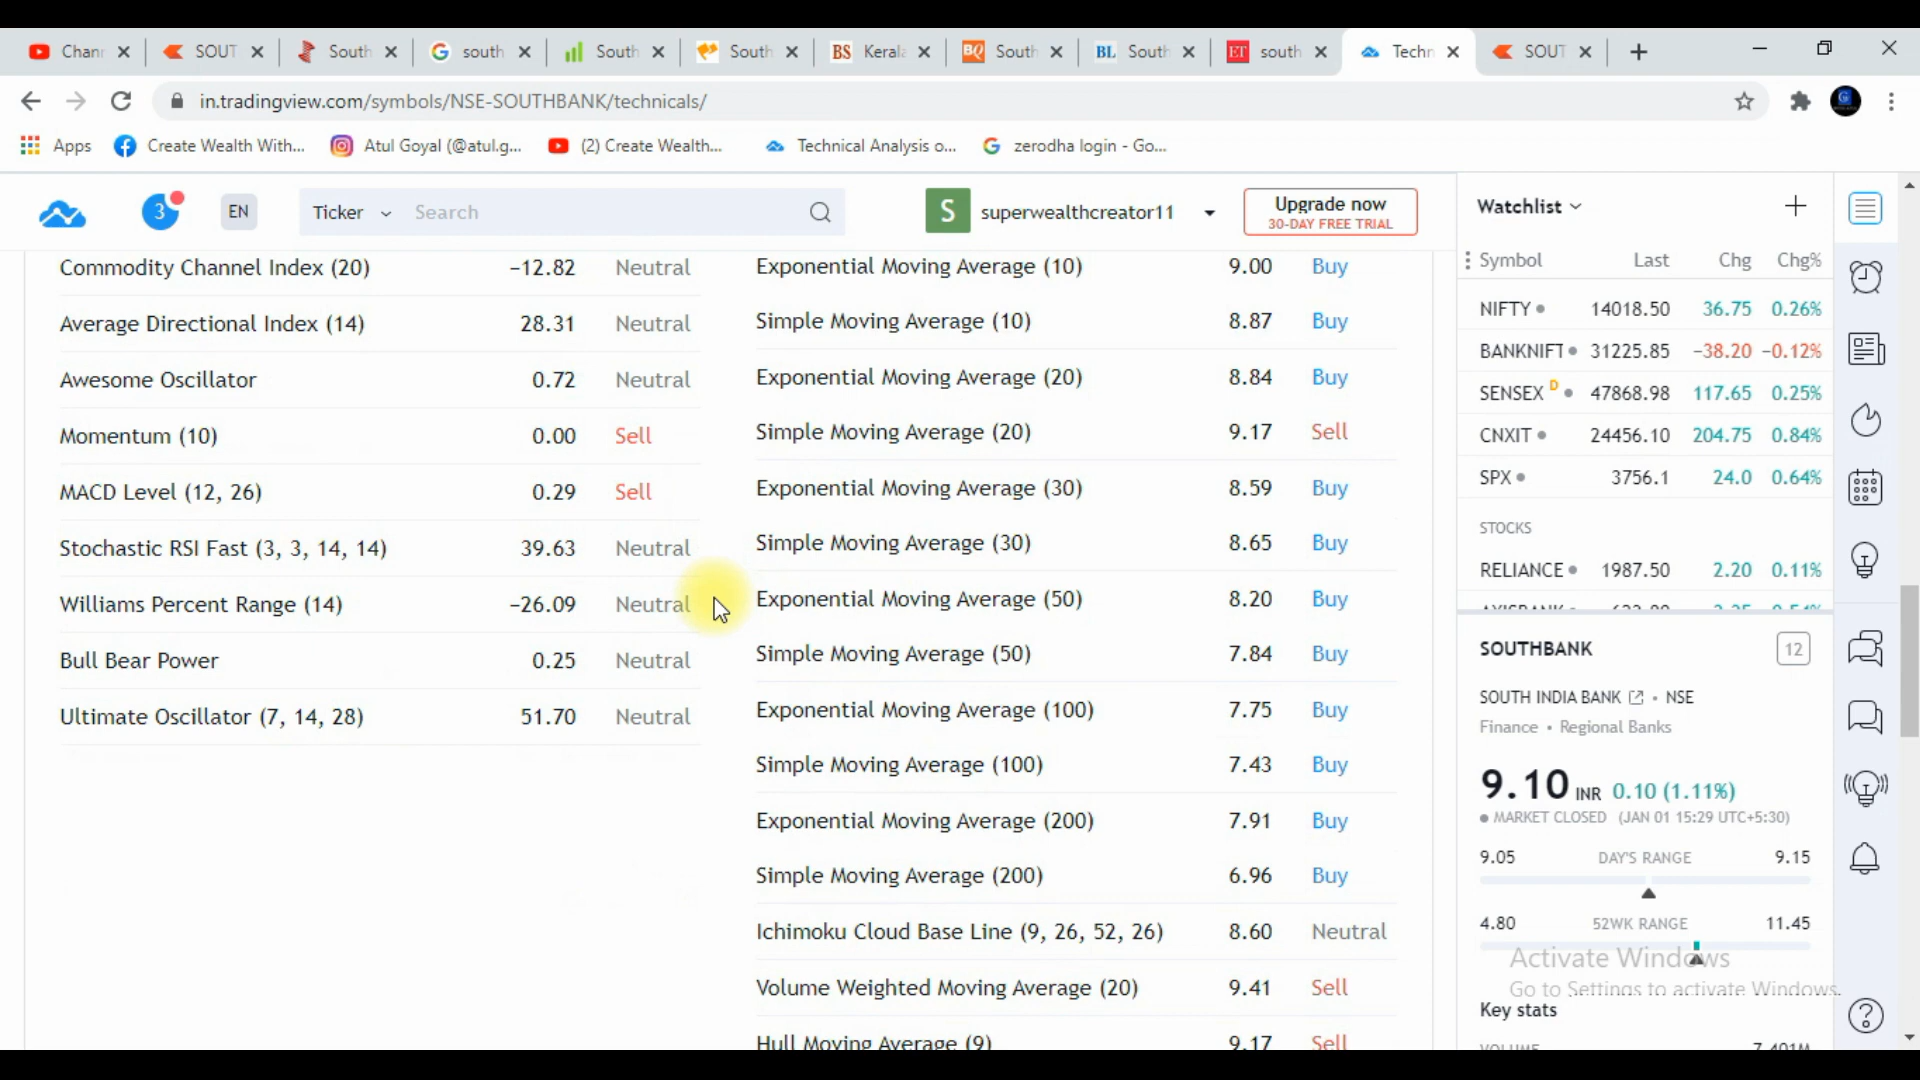 Chan
SOUT
South
south
South
South
BS Kerala
BQ South
BL South
ET south
Techn
SOUT
in.tradingview.com/symbols/NSE-SOUTHBANK/technicals/
Apps
Create Wealth With...
Atul Goyal (@atul.g...
(2) Create Wealth...
Technical Analysis o...
zerodha login - Go...
3
EN
Ticker
Search
S
superwealthcreator11
Upgrade now
30-DAY FREE TRIAL
Commodity Channel Index (20) −12.82 Neutral
Average Directional Index (14) 28.31 Neutral
Awesome Oscillator 0.72 Neutral
Momentum (10) 0.00 Sell
MACD Level (12, 26) 0.29 Sell
Stochastic RSI Fast (3, 3, 14, 14) 39.63 Neutral
Williams Percent Range (14) −26.09 Neutral
Bull Bear Power 0.25 Neutral
Ultimate Oscillator (7, 14, 28) 51.70 Neutral
Exponential Moving Average (10) 9.00 Buy
Simple Moving Average (10) 8.87 Buy
Exponential Moving Average (20) 8.84 Buy
Simple Moving Average (20) 9.17 Sell
Exponential Moving Average (30) 8.59 Buy
Simple Moving Average (30) 8.65 Buy
Exponential Moving Average (50) 8.20 Buy
Simple Moving Average (50) 7.84 Buy
Exponential Moving Average (100) 7.75 Buy
Simple Moving Average (100) 7.43 Buy
Exponential Moving Average (200) 7.91 Buy
Simple Moving Average (200) 6.96 Buy
Ichimoku Cloud Base Line (9, 26, 52, 26) 8.60 Neutral
Volume Weighted Moving Average (20) 9.41 Sell
Hull Moving Average (9) 9.17 Sell
Watchlist
Symbol Last Chg Chg%
NIFTY 14018.50 36.75 0.26%
BANKNIFT 31225.85 −38.20 −0.12%
SENSEX D 47868.98 117.65 0.25%
CNXIT 24456.10 204.75 0.84%
SPX 3756.1 24.0 0.64%
STOCKS
RELIANCE 1987.50 2.20 0.11%
SOUTHBANK
12
SOUTH INDIA BANK • NSE
Finance • Regional Banks
9.10 INR 0.10 (1.11%)
MARKET CLOSED (JAN 01 15:29 UTC+5:30)
9.05 DAY'S RANGE 9.15
4.80 52WK RANGE 11.45
Activate Windows
Go to Settings to activate Windows.
Key stats